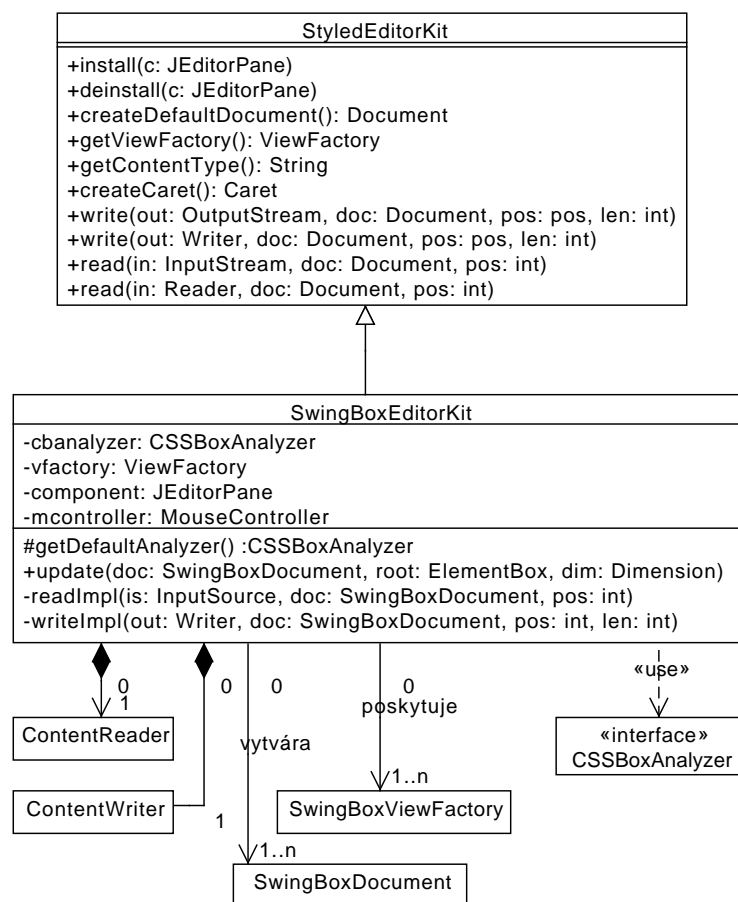 StyledEditorKit
+install(c: JEditorPane)
+deinstall(c: JEditorPane)
+createDefaultDocument(): Document
+getViewFactory(): ViewFactory
+getContentType(): String
+createCaret(): Caret
+write(out: OutputStream, doc: Document, pos: pos, len: int)
+write(out: Writer, doc: Document, pos: pos, len: int)
+read(in: InputStream, doc: Document, pos: int)
+read(in: Reader, doc: Document, pos: int)
SwingBoxEditorKit
-cbanalyzer: CSSBoxAnalyzer
-vfactory: ViewFactory
-component: JEditorPane
-mcontroller: MouseController
#getDefaultAnalyzer() :CSSBoxAnalyzer
+update(doc: SwingBoxDocument, root: ElementBox, dim: Dimension)
-readImpl(is: InputSource, doc: SwingBoxDocument, pos: int)
-writeImpl(out: Writer, doc: SwingBoxDocument, pos: int, len: int)
«use»
0 0 0 0
1
poskytuje
ContentReader
vytvára
«interface»
CSSBoxAnalyzer
1..n
ContentWriter
SwingBoxViewFactory
1
1..n
SwingBoxDocument